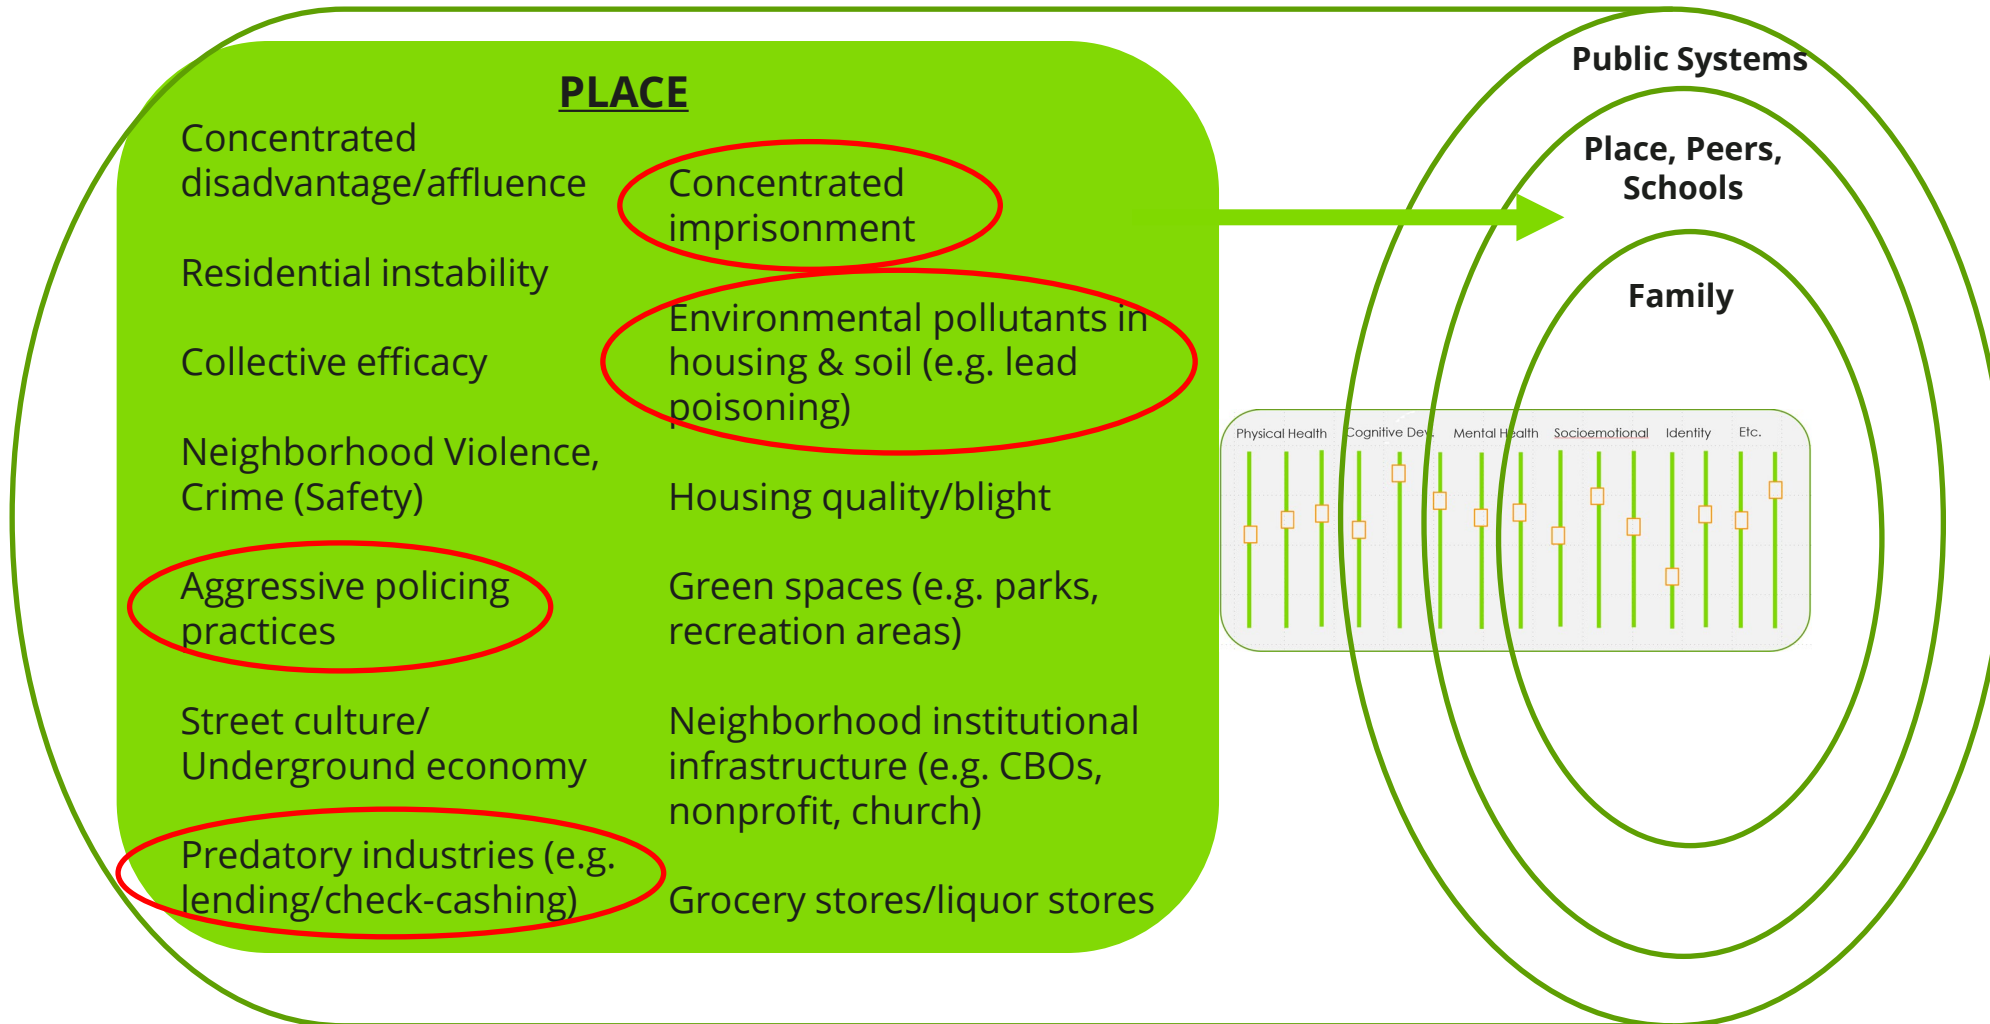 PLACE
Concentrated
disadvantage/affluence
Residential instability
Collective efficacy
Neighborhood Violence,
Crime (Safety)
Aggressive policing
practices
Street culture/
Underground economy
Predatory industries (e.g.
lending/check-cashing)
Concentrated
imprisonment
Environmental pollutants in
housing & soil (e.g. lead
poisoning)
Housing quality/blight
Green spaces (e.g. parks,
recreation areas)
Neighborhood institutional
infrastructure (e.g. CBOs,
nonprofit, church)
Grocery stores/liquor stores
Public Systems
Place, Peers,
Schools
Family
Physical Health Cognitive Dev. Mental Health Socioemotional Identity Etc.